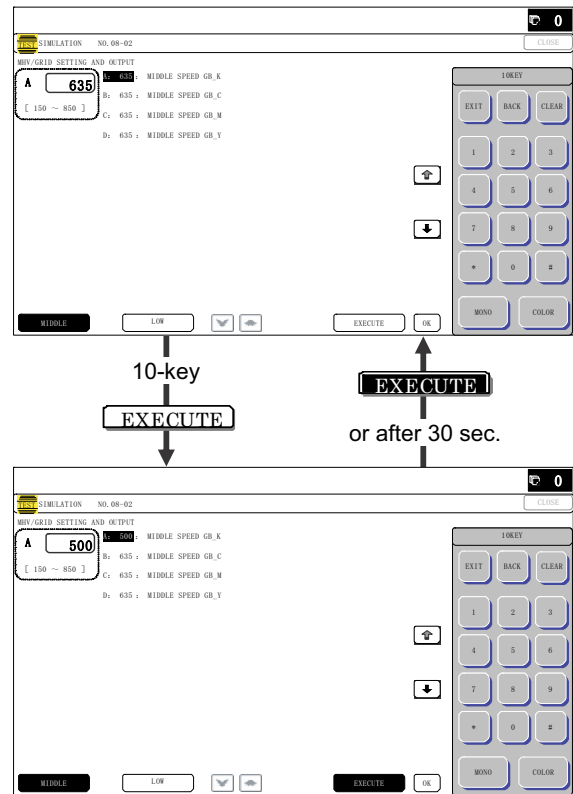 0
TEST SIMULATION NO. 08-02 CLOSE
MHV/GRID SETTING AND OUTPUT
A 635
[ 150 ~ 850 ]
A: 635 : MIDDLE SPEED GB_K
B: 635 : MIDDLE SPEED GB_C
C: 635 : MIDDLE SPEED GB_M
D: 635 : MIDDLE SPEED GB_Y
10KEY
EXIT BACK CLEAR
1 2 3
4 5 6
7 8 9
* 0 #
MONO COLOR
MIDDLE LOW EXECUTE OK
10-key
EXECUTE
EXECUTE
or after 30 sec.
0
TEST SIMULATION NO. 08-02 CLOSE
MHV/GRID SETTING AND OUTPUT
A 500
[ 150 ~ 850 ]
A: 500 : MIDDLE SPEED GB_K
B: 635 : MIDDLE SPEED GB_C
C: 635 : MIDDLE SPEED GB_M
D: 635 : MIDDLE SPEED GB_Y
10KEY
EXIT BACK CLEAR
1 2 3
4 5 6
7 8 9
* 0 #
MONO COLOR
MIDDLE LOW EXECUTE OK